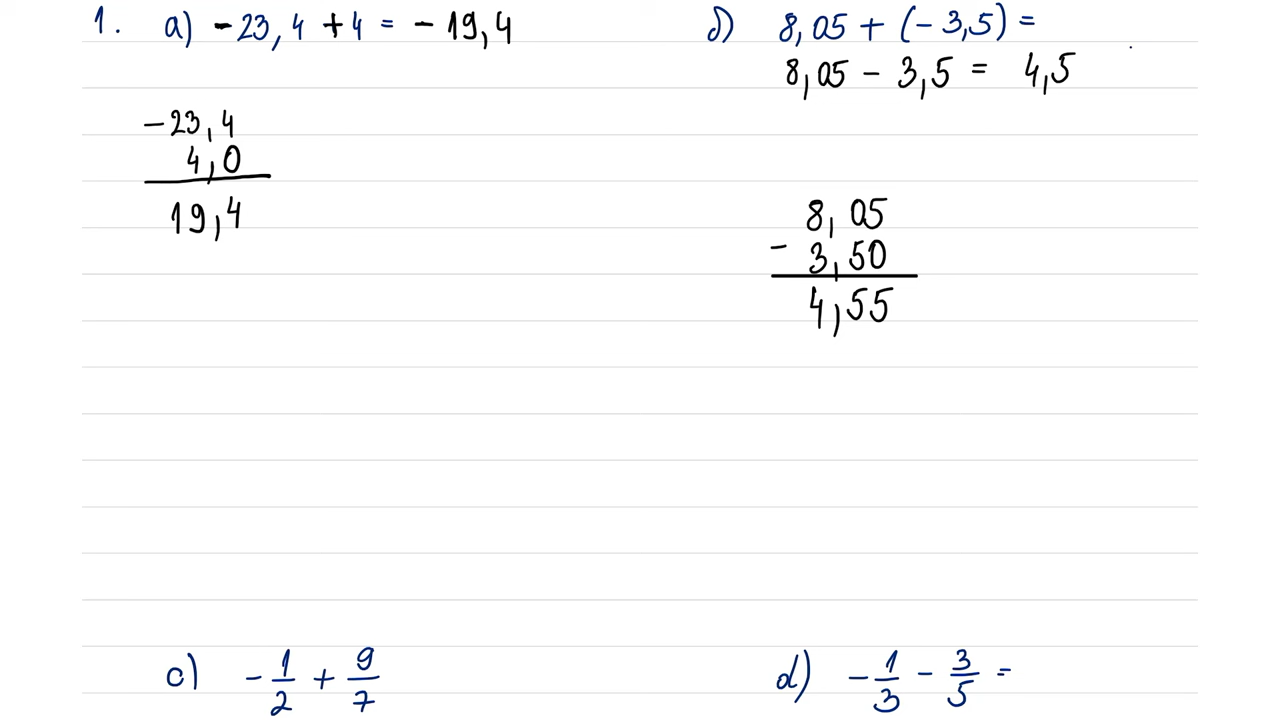 1. a) -23,4 + 4 = - 19,4
б) 8,05 + (- 3,5) =
8,05 - 3,5 = 4,5
-23,4
4,0
19,4
8,05
- 3,50
4,55
c) - 1/2 + 9/7
d) - 1/3 - 3/5 =